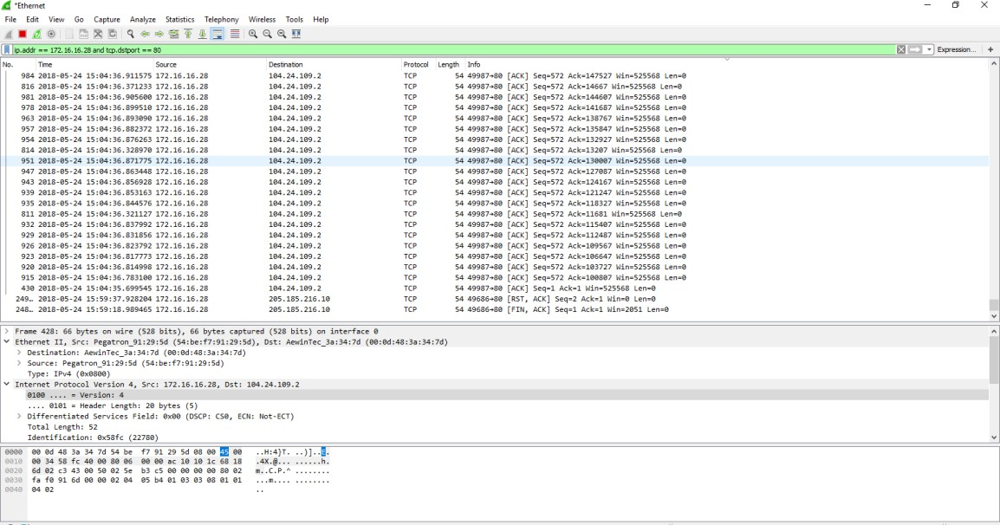 *Ethernet
File Edit View Go Capture Analyze Statistics Telephony Wireless Tools Help
ip.addr == 172.16.16.28 and tcp.dstport == 80 Expression... +
No. Time Source Destination Protocol Length Info
984 2018-05-24 15:04:36.911575 172.16.16.28 104.24.109.2 TCP 54 49987→80 [ACK] Seq=572 Ack=147527 Win=525568 Len=0
816 2018-05-24 15:04:36.371233 172.16.16.28 104.24.109.2 TCP 54 49987→80 [ACK] Seq=572 Ack=14667 Win=525568 Len=0
981 2018-05-24 15:04:36.905600 172.16.16.28 104.24.109.2 TCP 54 49987→80 [ACK] Seq=572 Ack=144607 Win=525568 Len=0
978 2018-05-24 15:04:36.899510 172.16.16.28 104.24.109.2 TCP 54 49987→80 [ACK] Seq=572 Ack=141687 Win=525568 Len=0
963 2018-05-24 15:04:36.893090 172.16.16.28 104.24.109.2 TCP 54 49987→80 [ACK] Seq=572 Ack=138767 Win=525568 Len=0
957 2018-05-24 15:04:36.882372 172.16.16.28 104.24.109.2 TCP 54 49987→80 [ACK] Seq=572 Ack=135847 Win=525568 Len=0
954 2018-05-24 15:04:36.876263 172.16.16.28 104.24.109.2 TCP 54 49987→80 [ACK] Seq=572 Ack=132927 Win=525568 Len=0
814 2018-05-24 15:04:36.328970 172.16.16.28 104.24.109.2 TCP 54 49987→80 [ACK] Seq=572 Ack=13207 Win=525568 Len=0
951 2018-05-24 15:04:36.871775 172.16.16.28 104.24.109.2 TCP 54 49987→80 [ACK] Seq=572 Ack=130007 Win=525568 Len=0
947 2018-05-24 15:04:36.863448 172.16.16.28 104.24.109.2 TCP 54 49987→80 [ACK] Seq=572 Ack=127087 Win=525568 Len=0
943 2018-05-24 15:04:36.856928 172.16.16.28 104.24.109.2 TCP 54 49987→80 [ACK] Seq=572 Ack=124167 Win=525568 Len=0
939 2018-05-24 15:04:36.853163 172.16.16.28 104.24.109.2 TCP 54 49987→80 [ACK] Seq=572 Ack=121247 Win=525568 Len=0
935 2018-05-24 15:04:36.844576 172.16.16.28 104.24.109.2 TCP 54 49987→80 [ACK] Seq=572 Ack=118327 Win=525568 Len=0
811 2018-05-24 15:04:36.321127 172.16.16.28 104.24.109.2 TCP 54 49987→80 [ACK] Seq=572 Ack=11681 Win=525568 Len=0
932 2018-05-24 15:04:36.837992 172.16.16.28 104.24.109.2 TCP 54 49987→80 [ACK] Seq=572 Ack=115407 Win=525568 Len=0
929 2018-05-24 15:04:36.831856 172.16.16.28 104.24.109.2 TCP 54 49987→80 [ACK] Seq=572 Ack=112487 Win=525568 Len=0
926 2018-05-24 15:04:36.823792 172.16.16.28 104.24.109.2 TCP 54 49987→80 [ACK] Seq=572 Ack=109567 Win=525568 Len=0
923 2018-05-24 15:04:36.817773 172.16.16.28 104.24.109.2 TCP 54 49987→80 [ACK] Seq=572 Ack=106647 Win=525568 Len=0
920 2018-05-24 15:04:36.814998 172.16.16.28 104.24.109.2 TCP 54 49987→80 [ACK] Seq=572 Ack=103727 Win=525568 Len=0
915 2018-05-24 15:04:36.783100 172.16.16.28 104.24.109.2 TCP 54 49987→80 [ACK] Seq=572 Ack=100807 Win=525568 Len=0
430 2018-05-24 15:04:35.699545 172.16.16.28 104.24.109.2 TCP 54 49987→80 [ACK] Seq=1 Ack=1 Win=525568 Len=0
249… 2018-05-24 15:59:37.928204 172.16.16.28 205.185.216.10 TCP 54 49686→80 [RST, ACK] Seq=2 Ack=1 Win=0 Len=0
248… 2018-05-24 15:59:18.989465 172.16.16.28 205.185.216.10 TCP 54 49686→80 [FIN, ACK] Seq=1 Ack=1 Win=2051 Len=0
Frame 428: 66 bytes on wire (528 bits), 66 bytes captured (528 bits) on interface 0
Ethernet II, Src: Pegatron_91:29:5d (54:be:f7:91:29:5d), Dst: AewinTec_3a:34:7d (00:0d:48:3a:34:7d)
Destination: AewinTec_3a:34:7d (00:0d:48:3a:34:7d)
Source: Pegatron_91:29:5d (54:be:f7:91:29:5d)
Type: IPv4 (0x0800)
Internet Protocol Version 4, Src: 172.16.16.28, Dst: 104.24.109.2
0100 .... = Version: 4
.... 0101 = Header Length: 20 bytes (5)
Differentiated Services Field: 0x00 (DSCP: CS0, ECN: Not-ECT)
Total Length: 52
Identification: 0x58fc (22780)
0000 00 0d 48 3a 34 7d 54 be f7 91 29 5d 08 00 45 00 ..H:4}T. ..)]..E.
0010 00 34 58 fc 40 00 80 06 00 00 ac 10 10 1c 68 18 .4X.@... ......h.
0020 6d 02 c3 43 00 50 02 5e b3 c5 00 00 00 00 80 02 m..C.P.^ ........
0030 fa f0 91 6d 00 00 02 04 05 b4 01 03 03 08 01 01 ...m.... ........
0040 04 02 ..